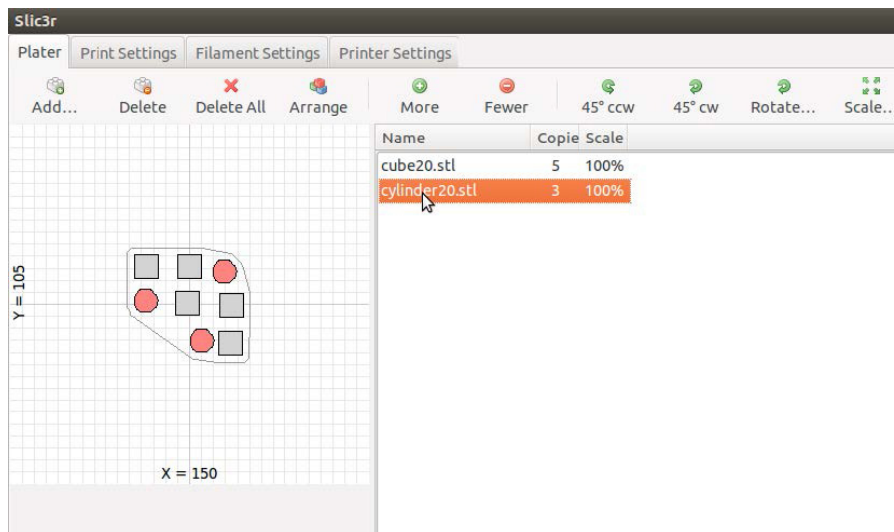 Slic3r
Plater Print Settings Filament Settings Printer Settings
Add... Delete Delete All Arrange More Fewer 45° ccw 45° cw Rotate... Scale..
Name Copie Scale
cube20.stl 5 100%
cylinder20.stl 3 100%
Y = 105
X = 150